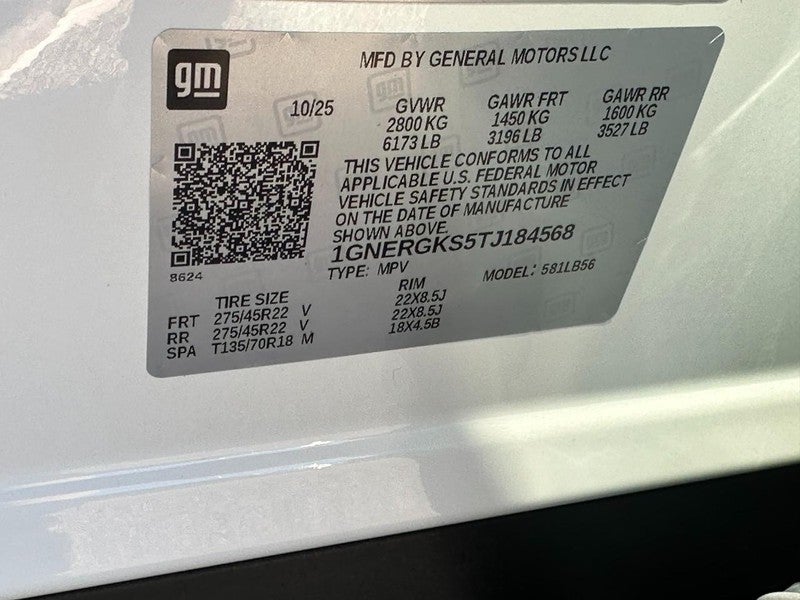 gm
MFD BY GENERAL MOTORS LLC
10/25 GVWR GAWR FRT GAWR RR
2800 KG 1450 KG 1600 KG
6173 LB 3196 LB 3527 LB
THIS VEHICLE CONFORMS TO ALL
APPLICABLE U.S. FEDERAL MOTOR
VEHICLE SAFETY STANDARDS IN EFFECT
ON THE DATE OF MANUFACTURE
SHOWN ABOVE.
1GNERGKS5TJ184568
8624
TYPE: MPV MODEL: 581LB56
TIRE SIZE RIM
FRT 275/45R22 V 22X8.5J
RR 275/45R22 V 22X8.5J
SPA T135/70R18 M 18X4.5B